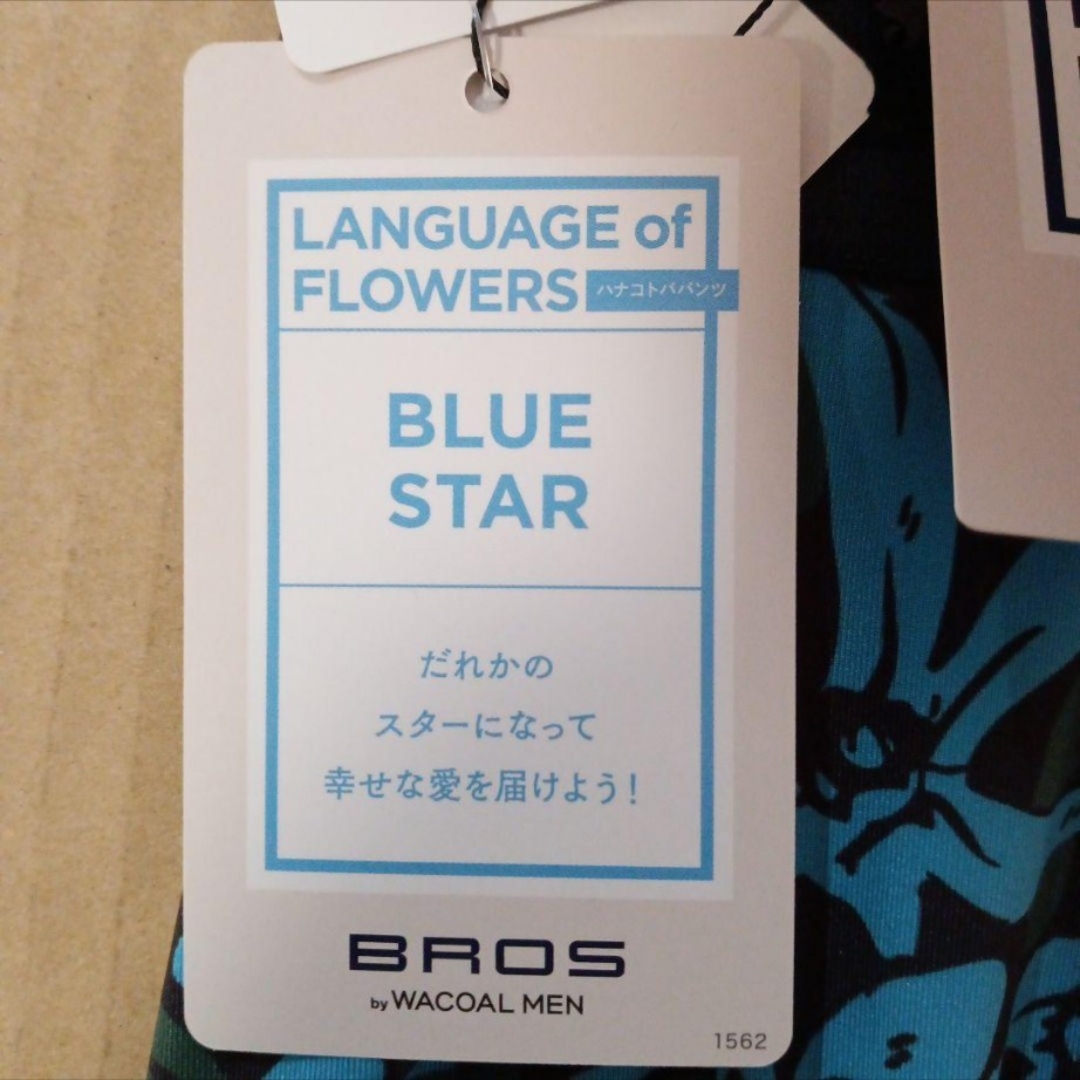 LANGUAGE of
FLOWERS ハナコトバパンツ
BLUE
STAR
だれかの
スターになって
幸せな愛を届けよう!
BROS
by WACOAL MEN
1562